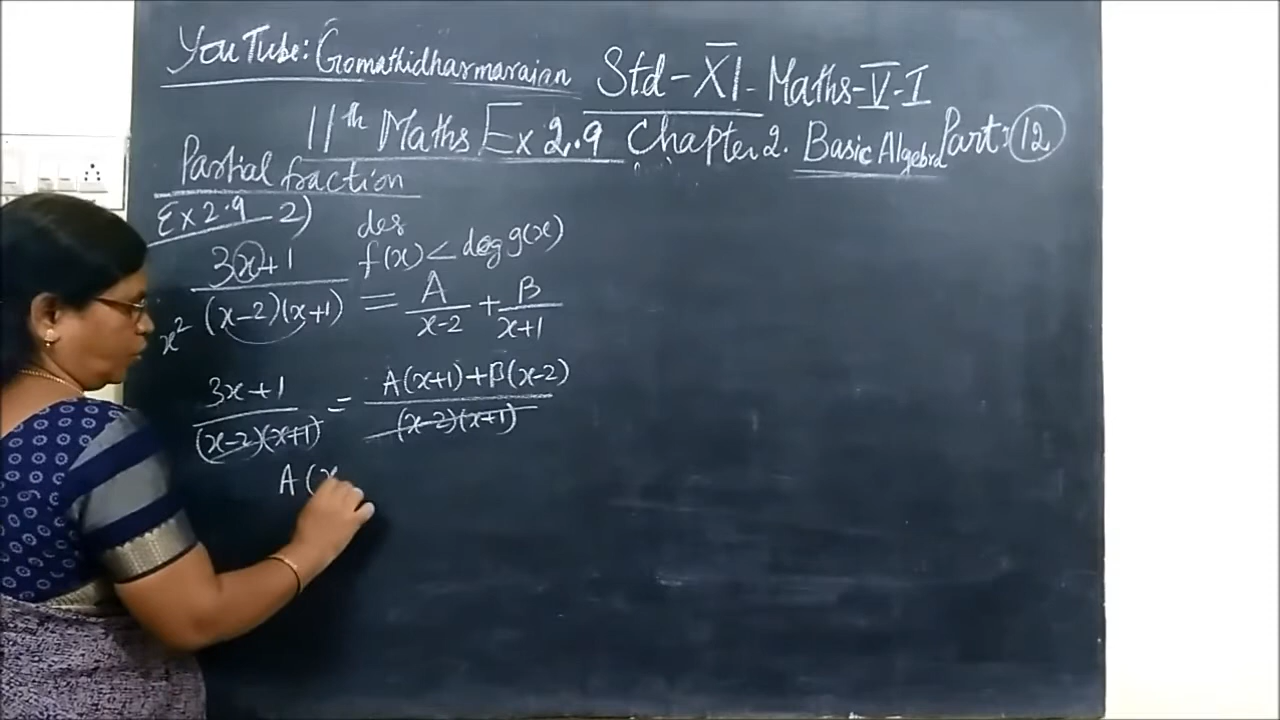 YouTube: Gomathidharmarajan Std-XI-Maths-V-I
11th Maths Ex 2.9 Chapter 2. Basic Algebra Part: 12
Partial fraction
Ex 2.9 2)
deg
f(x) < deg g(x)
3x+1 / (x-2)(x+1) = A / x-2 + B / x+1
x²
3x+1 / (x-2)(x+1) = A(x+1)+B(x-2) / (x-2)(x+1)
A(x